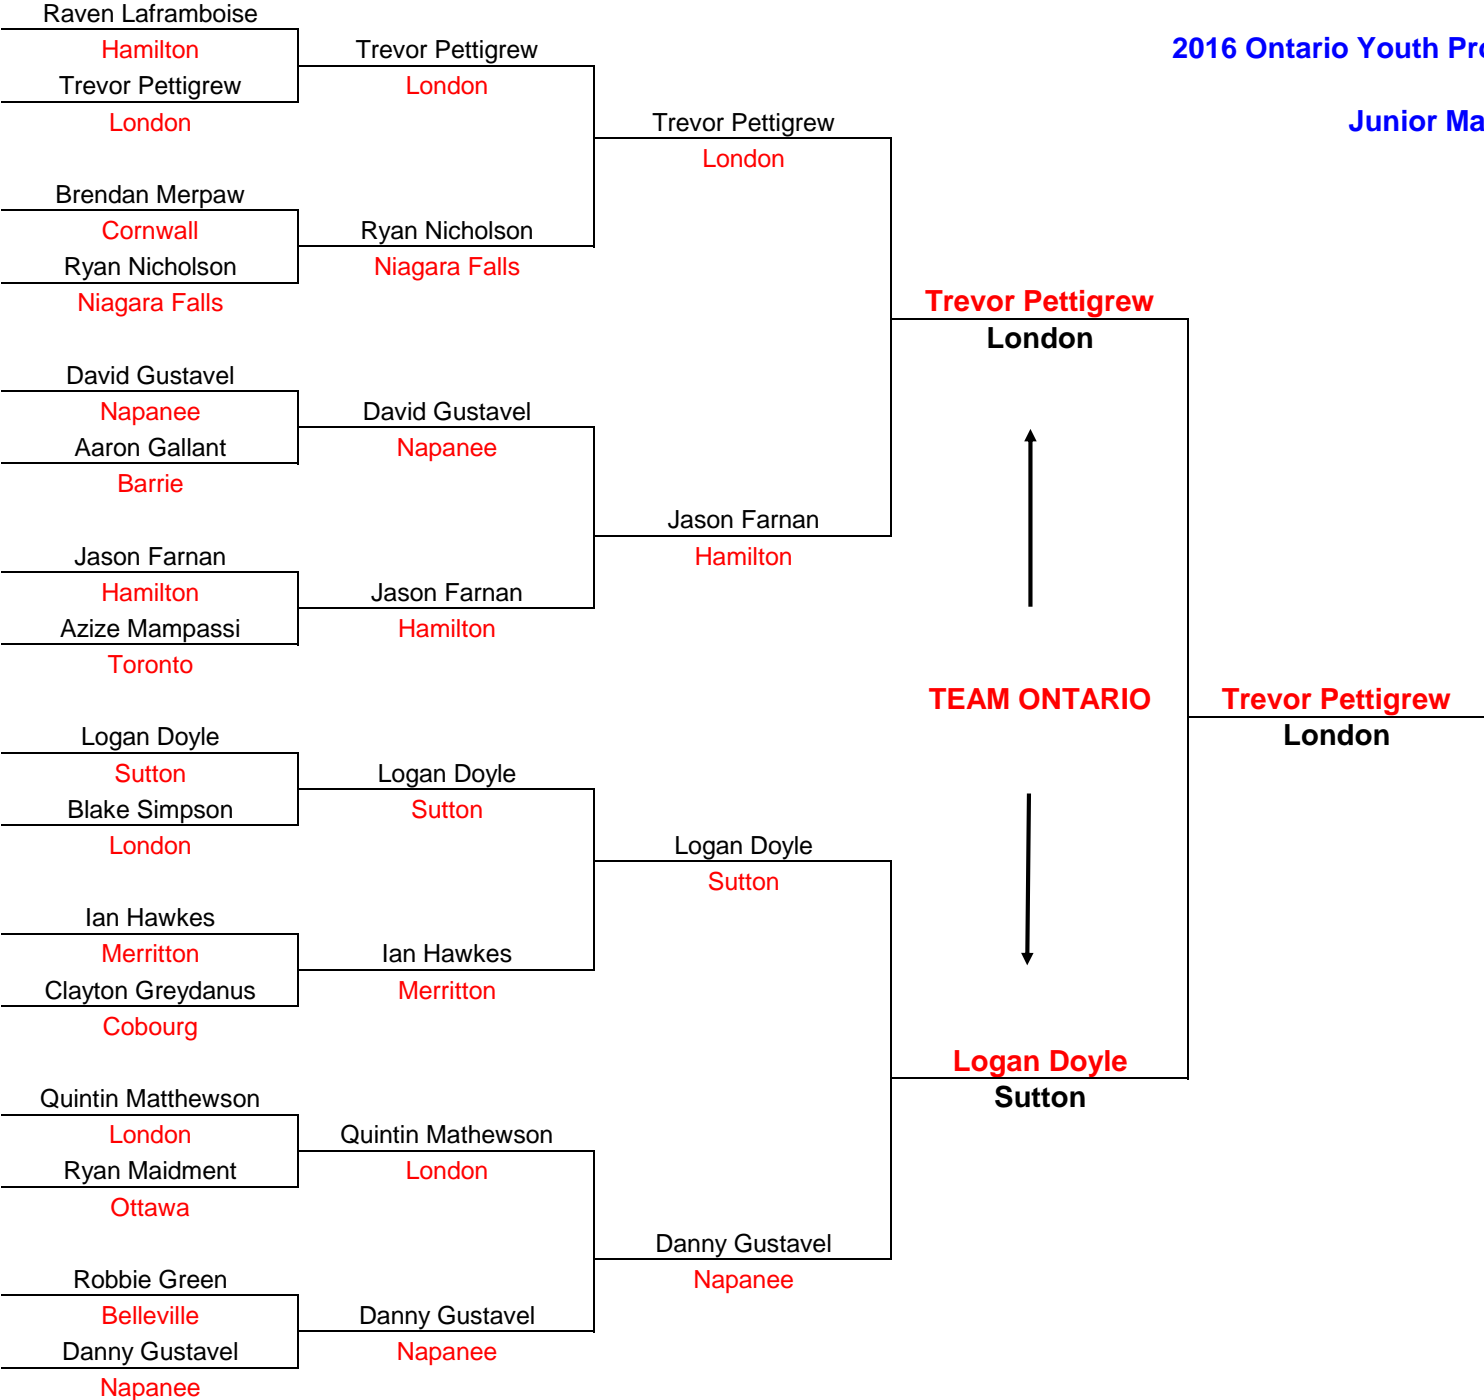 Raven Laframboise
Hamilton
Trevor Pettigrew
London
Brendan Merpaw
Cornwall
Ryan Nicholson
Niagara Falls
David Gustavel
Napanee
Aaron Gallant
Barrie
Jason Farnan
Hamilton
Azize Mampassi
Toronto
Logan Doyle
Sutton
Blake Simpson
London
Ian Hawkes
Merritton
Clayton Greydanus
Cobourg
Quintin Matthewson
London
Ryan Maidment
Ottawa
Robbie Green
Belleville
Danny Gustavel
Napanee
Trevor Pettigrew
London
Ryan Nicholson
Niagara Falls
David Gustavel
Napanee
Jason Farnan
Hamilton
Logan Doyle
Sutton
Ian Hawkes
Merritton
Quintin Mathewson
London
Danny Gustavel
Napanee
Trevor Pettigrew
London
Jason Farnan
Hamilton
Logan Doyle
Sutton
Danny Gustavel
Napanee
Trevor Pettigrew
London
TEAM ONTARIO
Logan Doyle
Sutton
2016 Ontario Youth Pro
Junior Ma
Trevor Pettigrew
London